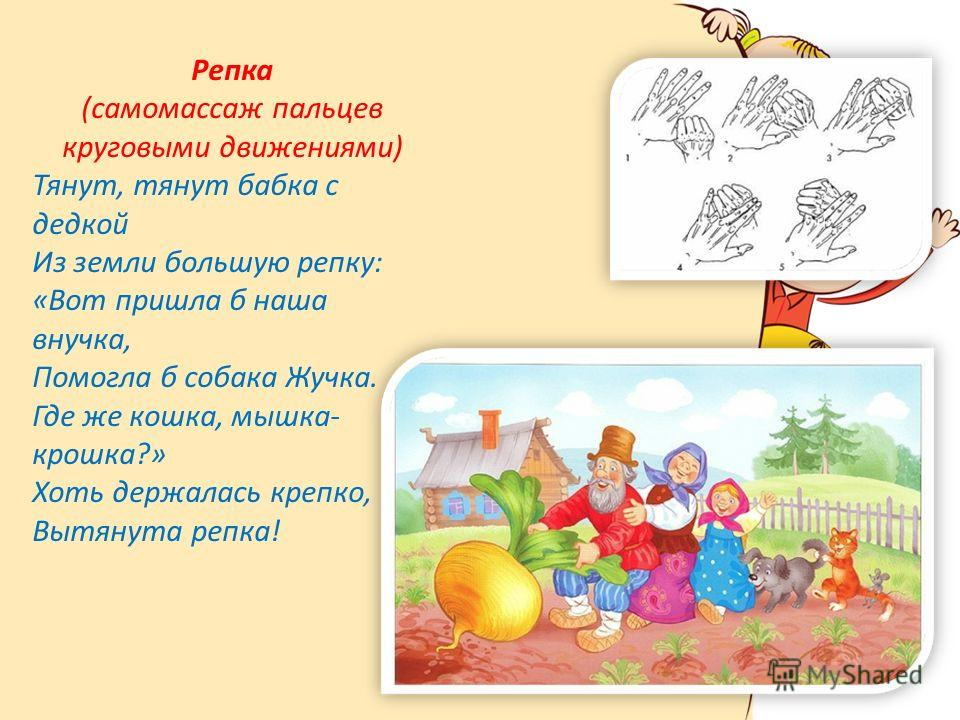 Репка
(самомассаж пальцев
круговыми движениями)
Тянут, тянут бабка с
дедкой
Из земли большую репку:
«Вот пришла б наша
внучка,
Помогла б собака Жучка.
Где же кошка, мышка-
крошка?»
Хоть держалась крепко,
Вытянута репка!
1 2 3
4 5
MyShared